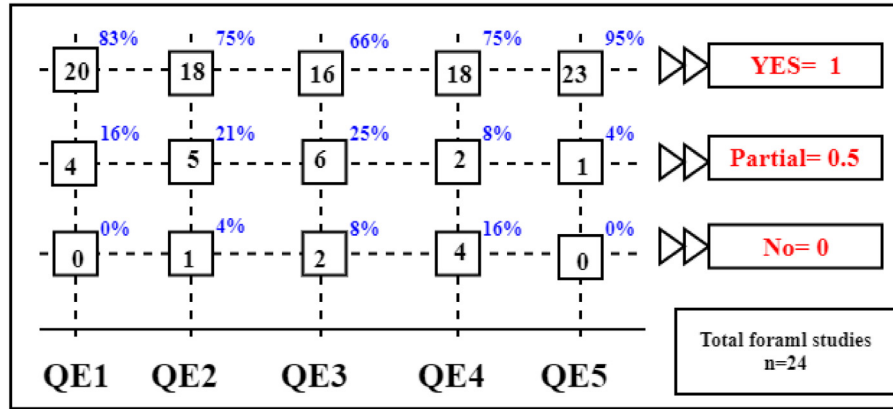 83% 75% 66% 75% 95%
20 18 16 18 23 YES= 1
16% 21% 25% 8% 4%
4 5 6 2 1 Partial= 0.5
0% 4% 8% 16% 0%
0 1 2 4 0 No= 0
Total foraml studies
n=24
QE1 QE2 QE3 QE4 QE5